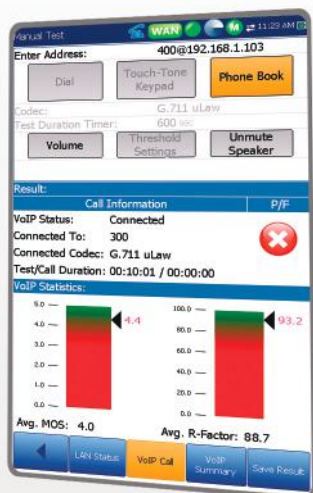 Manual Test WAN M 11:29 AM
Enter Address: 400@192.168.1.103
Dial Touch-Tone Keypad Phone Book
Codec: G.711 uLaw
Test Duration Timer: 600 sec
Volume Threshold Settings Unmute Speaker
Result:
Call Information P/F
VoIP Status: Connected
Connected To: 300
Connected Codec: G.711 uLaw
Test/Call Duration: 00:10:01 / 00:00:00
VoIP Statistics:
5.0 100.0
4.4 93.2
4.0 80.0
3.0 60.0
2.0 40.0
1.0 20.0
0.0 0.0
Avg. MOS: 4.0 Avg. R-Factor: 88.7
LAN Status VoIP Call VoIP Summary Save Result